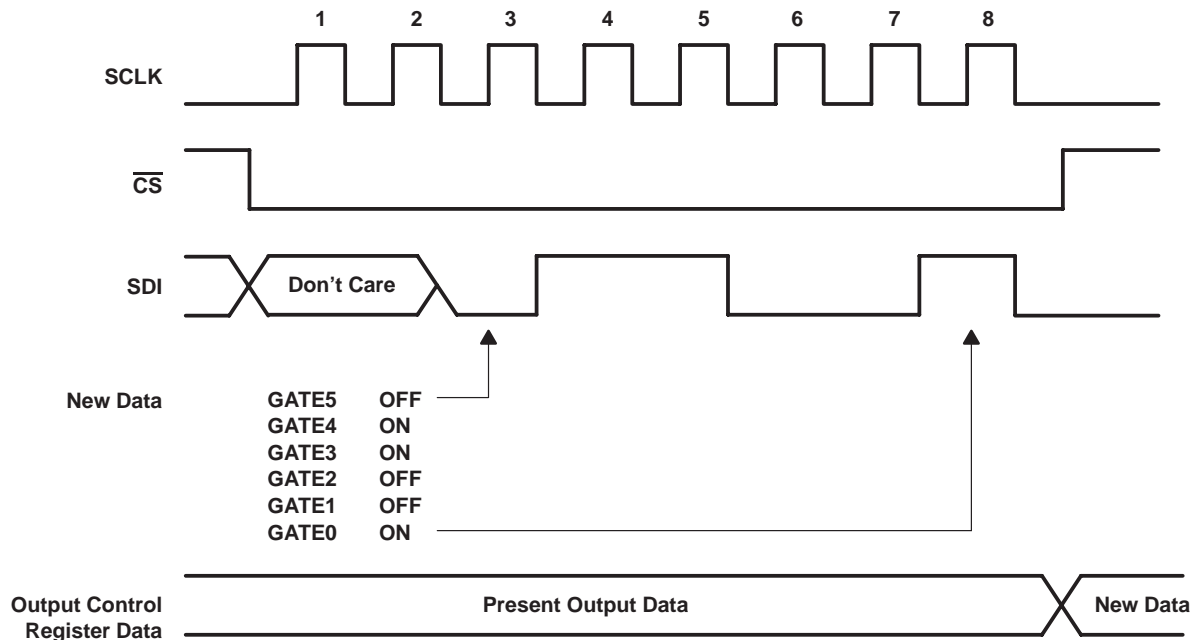 1 2 3 4 5 6 7 8
SCLK
CS
SDI
Don't Care
New Data
GATE5 OFF
GATE4 ON
GATE3 ON
GATE2 OFF
GATE1 OFF
GATE0 ON
Output Control
Register Data
Present Output Data
New Data